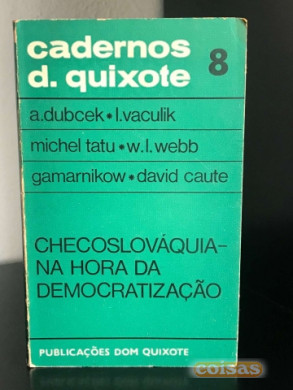 cadernos
d. quixote 8
a.dubcek•l.vaculik
michel tatu•w.l.webb
gamarnikow•david caute
CHECOSLOVÁQUIA-
NA HORA DA
DEMOCRATIZAÇÃO
PUBLICAÇÕES DOM QUIXOTE
coisas